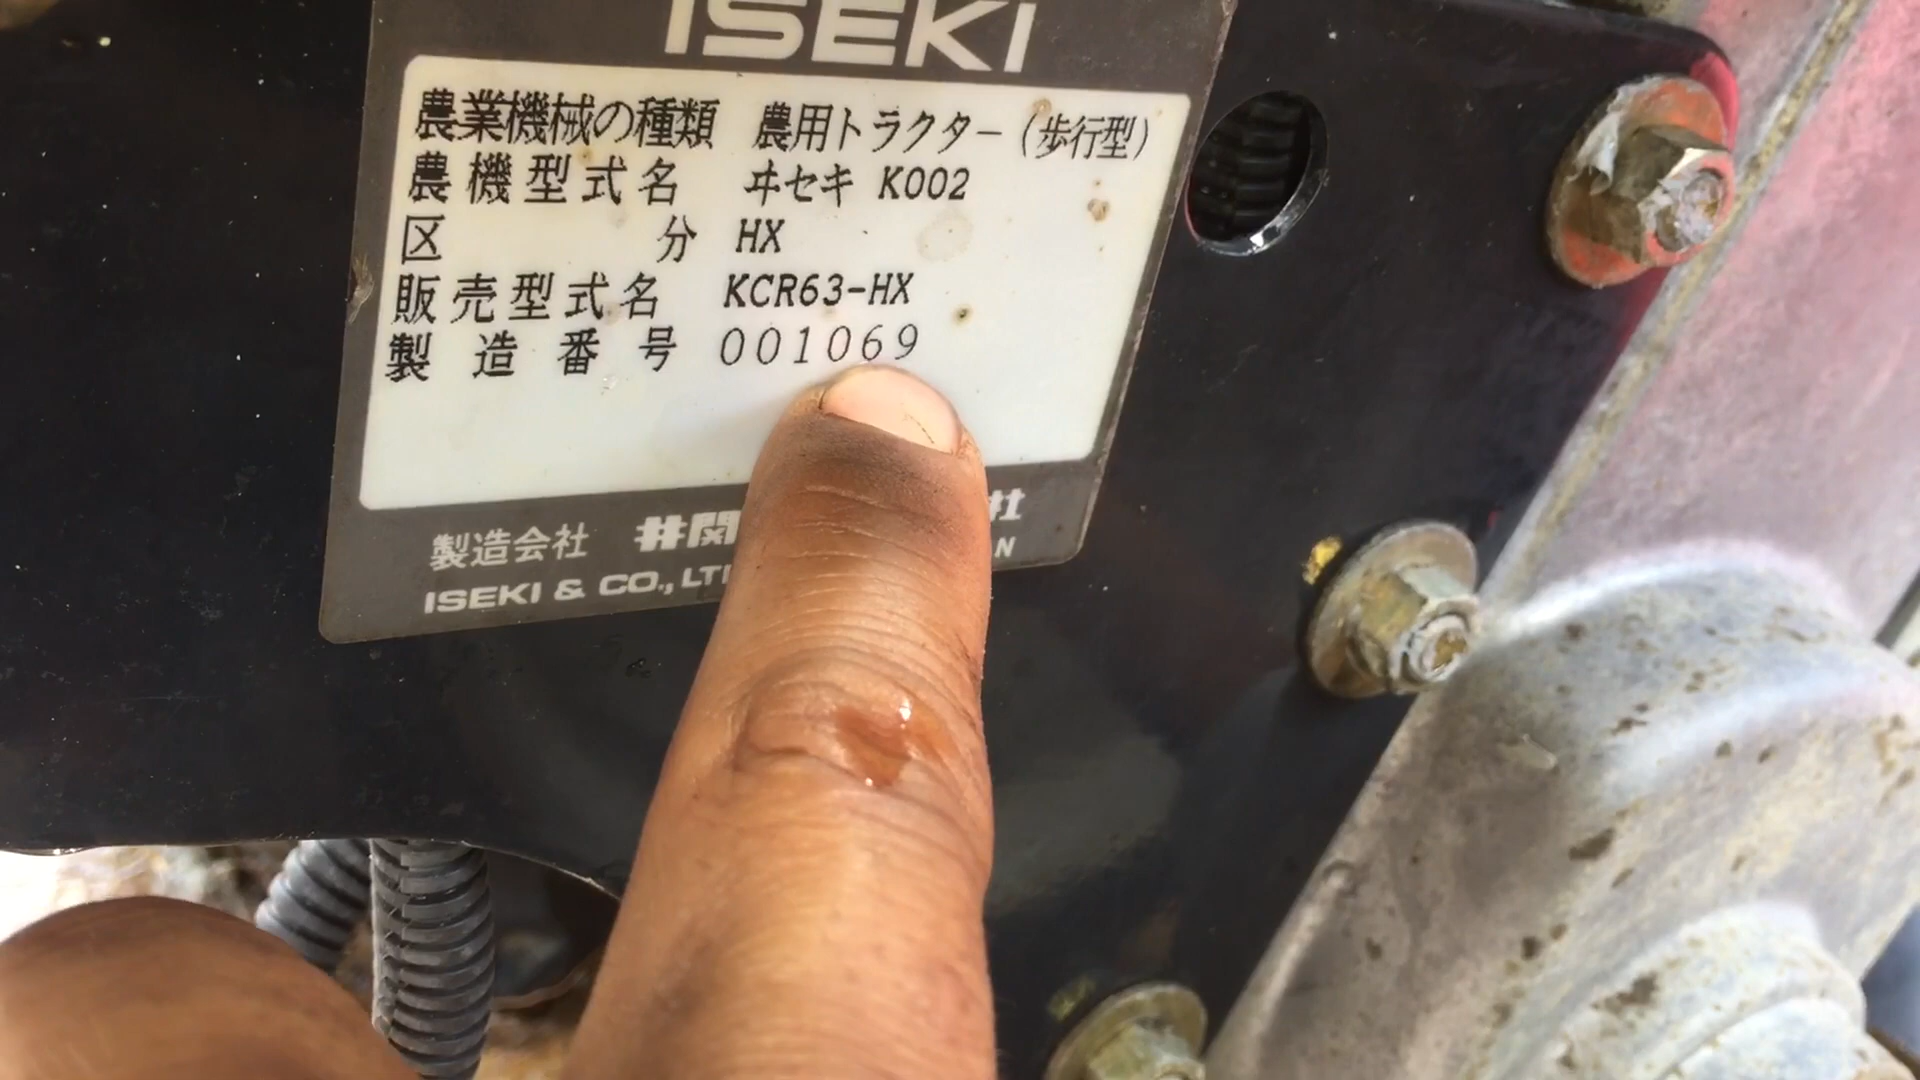 ISEKI
農業機械の種類 農用トラクター(歩行型)
農機型式名 ヰセキ K002
区分 HX
販売型式名 KCR63-HX
製造番号 001069
製造会社 井関 社
ISEKI & CO., LT N